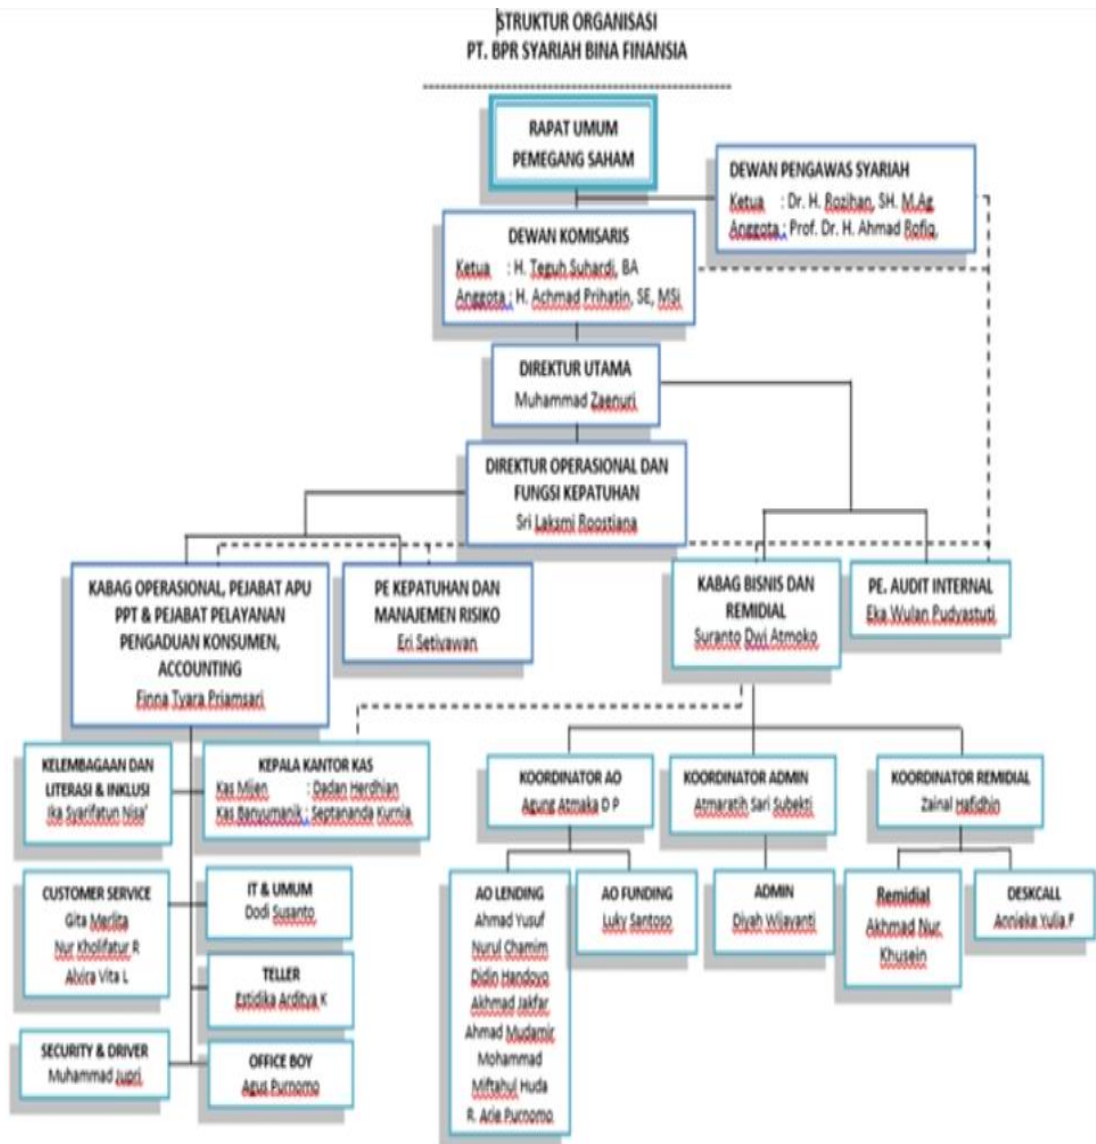 STRUKTUR ORGANISASI
PT. BPR SYARIAH BINA FINANSIA
RAPAT UMUM
PEMEGANG SAHAM
DEWAN PENGAWAS SYARIAH
Ketua : Dr. H. Rozihan, SH. M.Ag
Anggota : Prof. Dr. H. Ahmad Rofiq,
DEWAN KOMISARIS
Ketua : H. Teguh Suhardi, BA
Anggota : H. Achmad Prihatin, SE, MSi
DIREKTUR UTAMA
Muhammad Zaenuri
DIREKTUR OPERASIONAL DAN
FUNGSI KEPATUHAN
Sri Laksmi Roostiana
KABAG OPERASIONAL, PEJABAT APU
PPT & PEJABAT PELAYANAN
PENGADUAN KONSUMEN,
ACCOUNTING
Finna Tyara Priamsari
PE KEPATUHAN DAN
MANAJEMEN RISIKO
Eri Setiyawan
KABAG BISNIS DAN
REMIDIAL
Suranto Dwi Atmoko
PE. AUDIT INTERNAL
Eka Wulan Pudyastuti
KELEMBAGAAN DAN
LITERASI & INKLUSI
Ika Syarifatun Nisa'
KEPALA KANTOR KAS
Kas Mijen : Dadan Herdhian
Kas Banyumanik : Septananda Kurnia
KOORDINATOR AO
Agung Atmaka D P
KOORDINATOR ADMIN
Atmaratih Sari Subekti
KOORDINATOR REMIDIAL
Zainal Hafidhin
CUSTOMER SERVICE
Gita Merlita
Nur Kholifatur R
Alvira Vita L
IT & UMUM
Dodi Susanto
TELLER
Estidika Arditya K
SECURITY & DRIVER
Muhammad Jupri
OFFICE BOY
Agus Purnomo
AO LENDING
Ahmad Yusuf
Nurul Chamim
Didin Handoyo
Akhmad Jakfar
Ahmad Mudamir
Mohammad
Miftahul Huda
R. Arie Purnomo
AO FUNDING
Luky Santoso
ADMIN
Diyah Wijayanti
Remidial
Akhmad Nur
Khusein
DESKCALL
Annieka Yulia P